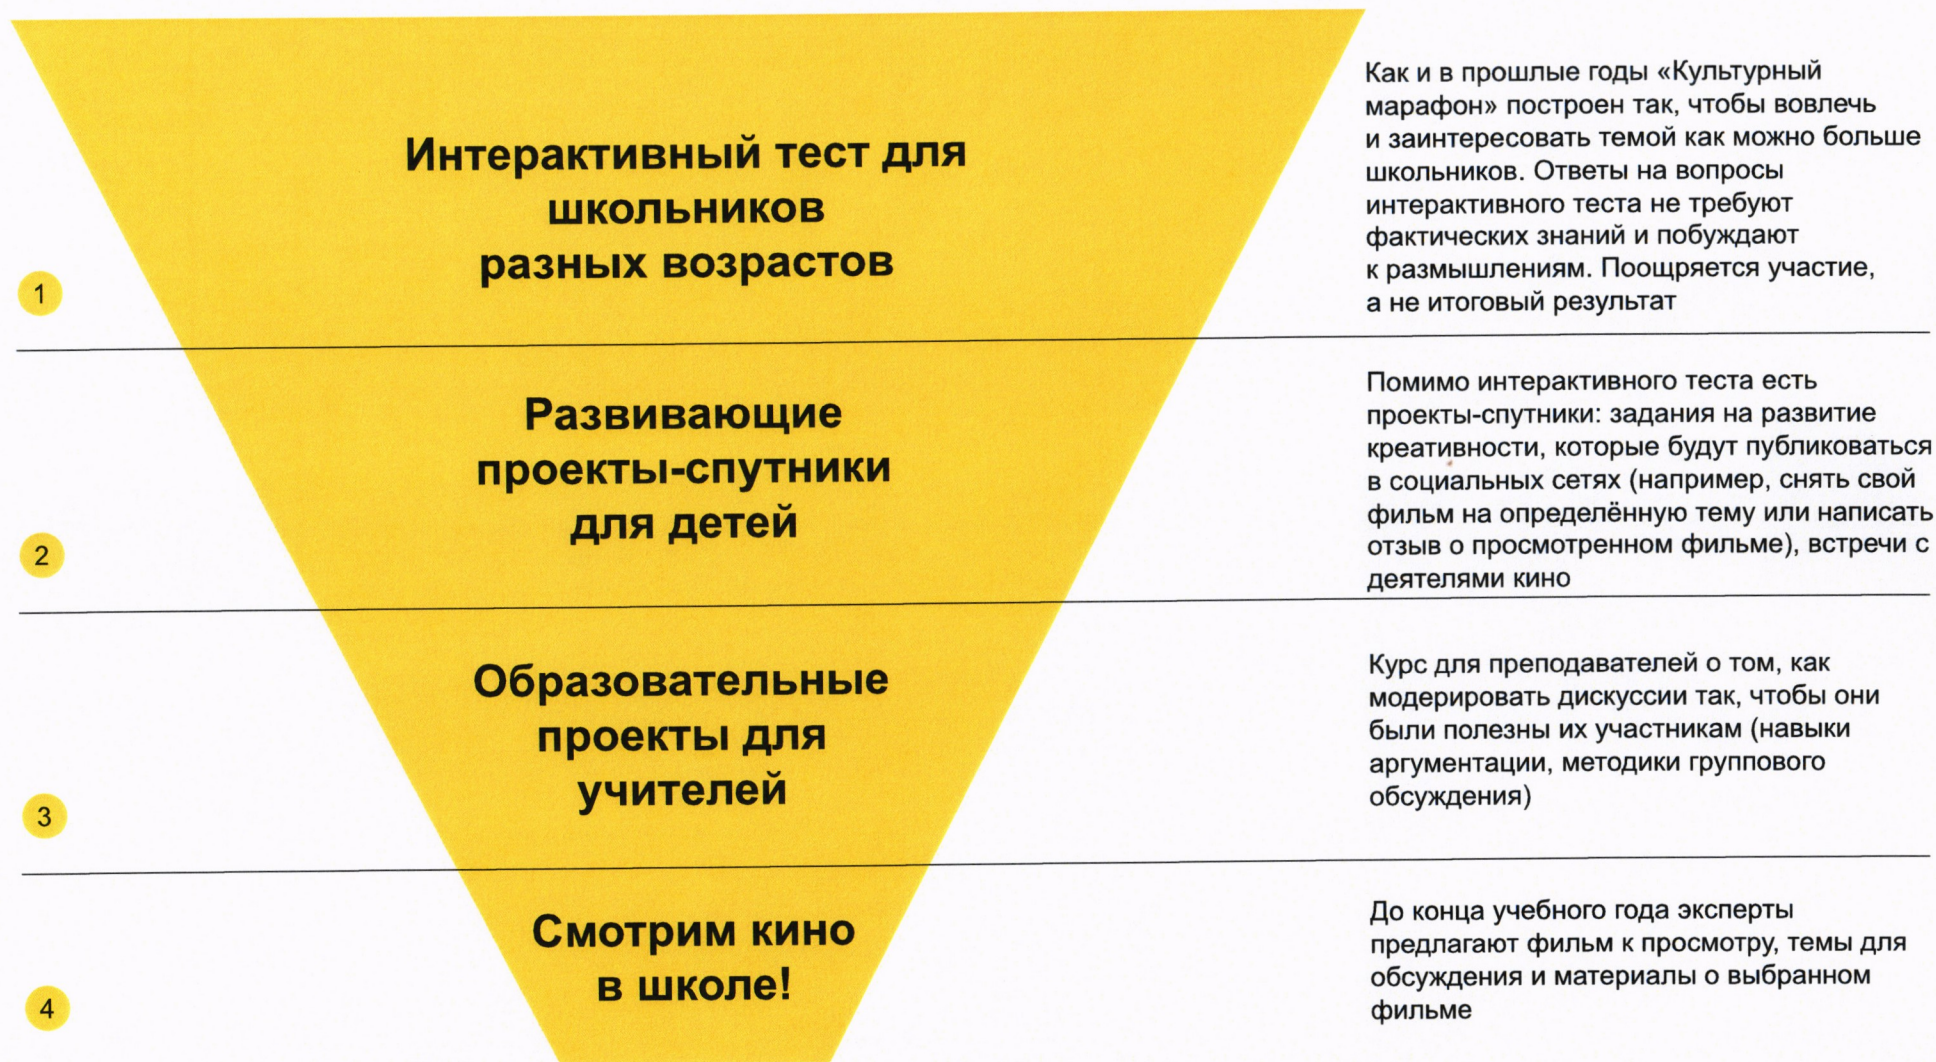 Интерактивный тест для
школьников
разных возрастов
1
Как и в прошлые годы «Культурный
марафон» построен так, чтобы вовлечь
и заинтересовать темой как можно больше
школьников. Ответы на вопросы
интерактивного теста не требуют
фактических знаний и побуждают
к размышлениям. Поощряется участие,
а не итоговый результат
Развивающие
проекты-спутники
для детей
2
Помимо интерактивного теста есть
проекты-спутники: задания на развитие
креативности, которые будут публиковаться
в социальных сетях (например, снять свой
фильм на определённую тему или написать
отзыв о просмотренном фильме), встречи с
деятелями кино
Образовательные
проекты для
учителей
3
Курс для преподавателей о том, как
модерировать дискуссии так, чтобы они
были полезны их участникам (навыки
аргументации, методики группового
обсуждения)
Смотрим кино
в школе!
4
До конца учебного года эксперты
предлагают фильм к просмотру, темы для
обсуждения и материалы о выбранном
фильме